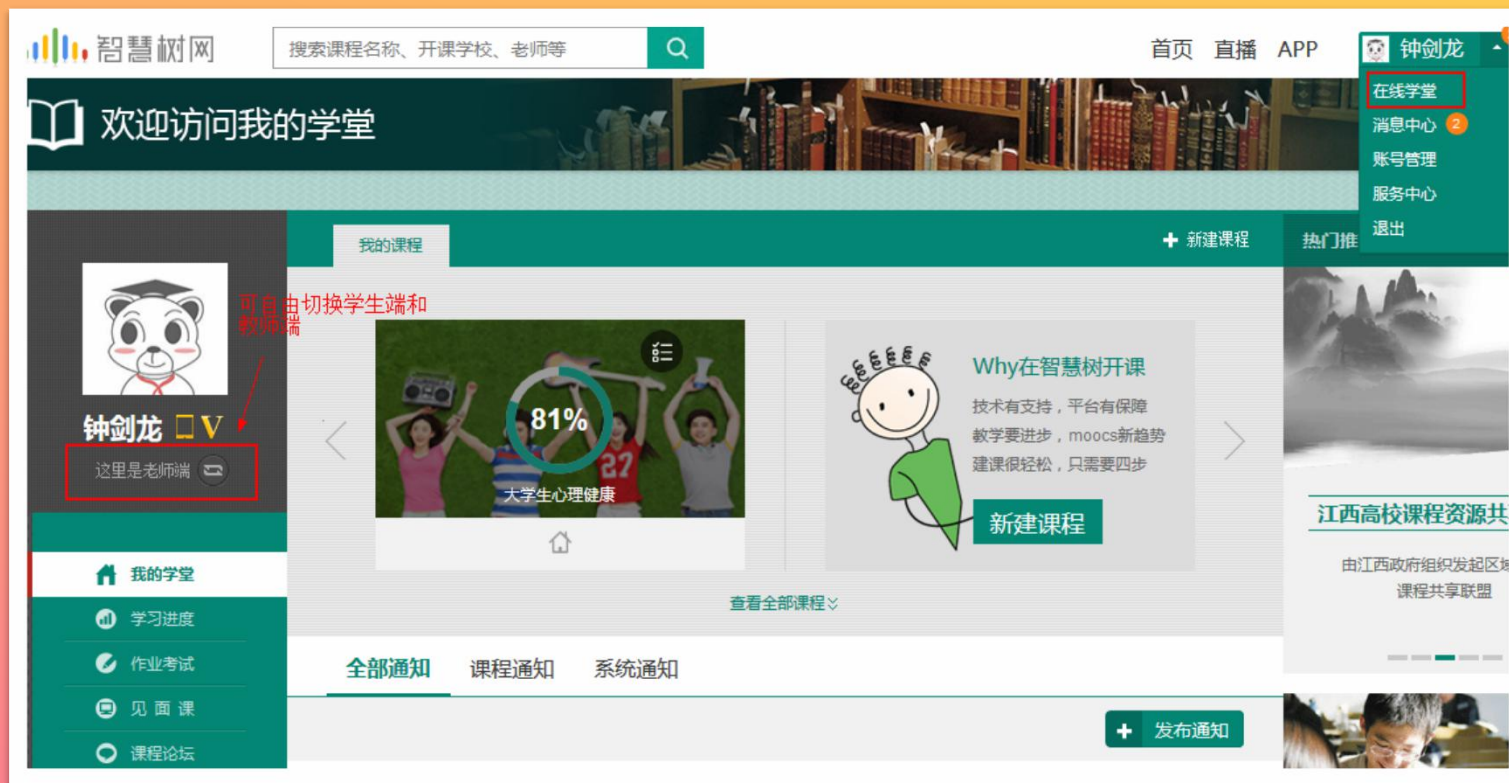 智慧树网
搜索课程名称、开课学校、老师等
首页 直播 APP
钟剑龙
在线学堂
消息中心 2
账号管理
服务中心
退出
欢迎访问我的学堂
我的课程
新建课程
热门推
可自由切换学生端和
教师端
钟剑龙 V
这里是老师端
我的学堂
学习进度
作业考试
见面课
课程论坛
81%
27
大学生心理健康
Why在智慧树开课
技术有支持，平台有保障
教学要进步，moocs新趋势
建课很轻松，只需要四步
新建课程
查看全部课程
全部通知 课程通知 系统通知
发布通知
江西高校课程资源共
由江西政府组织发起区域
课程共享联盟